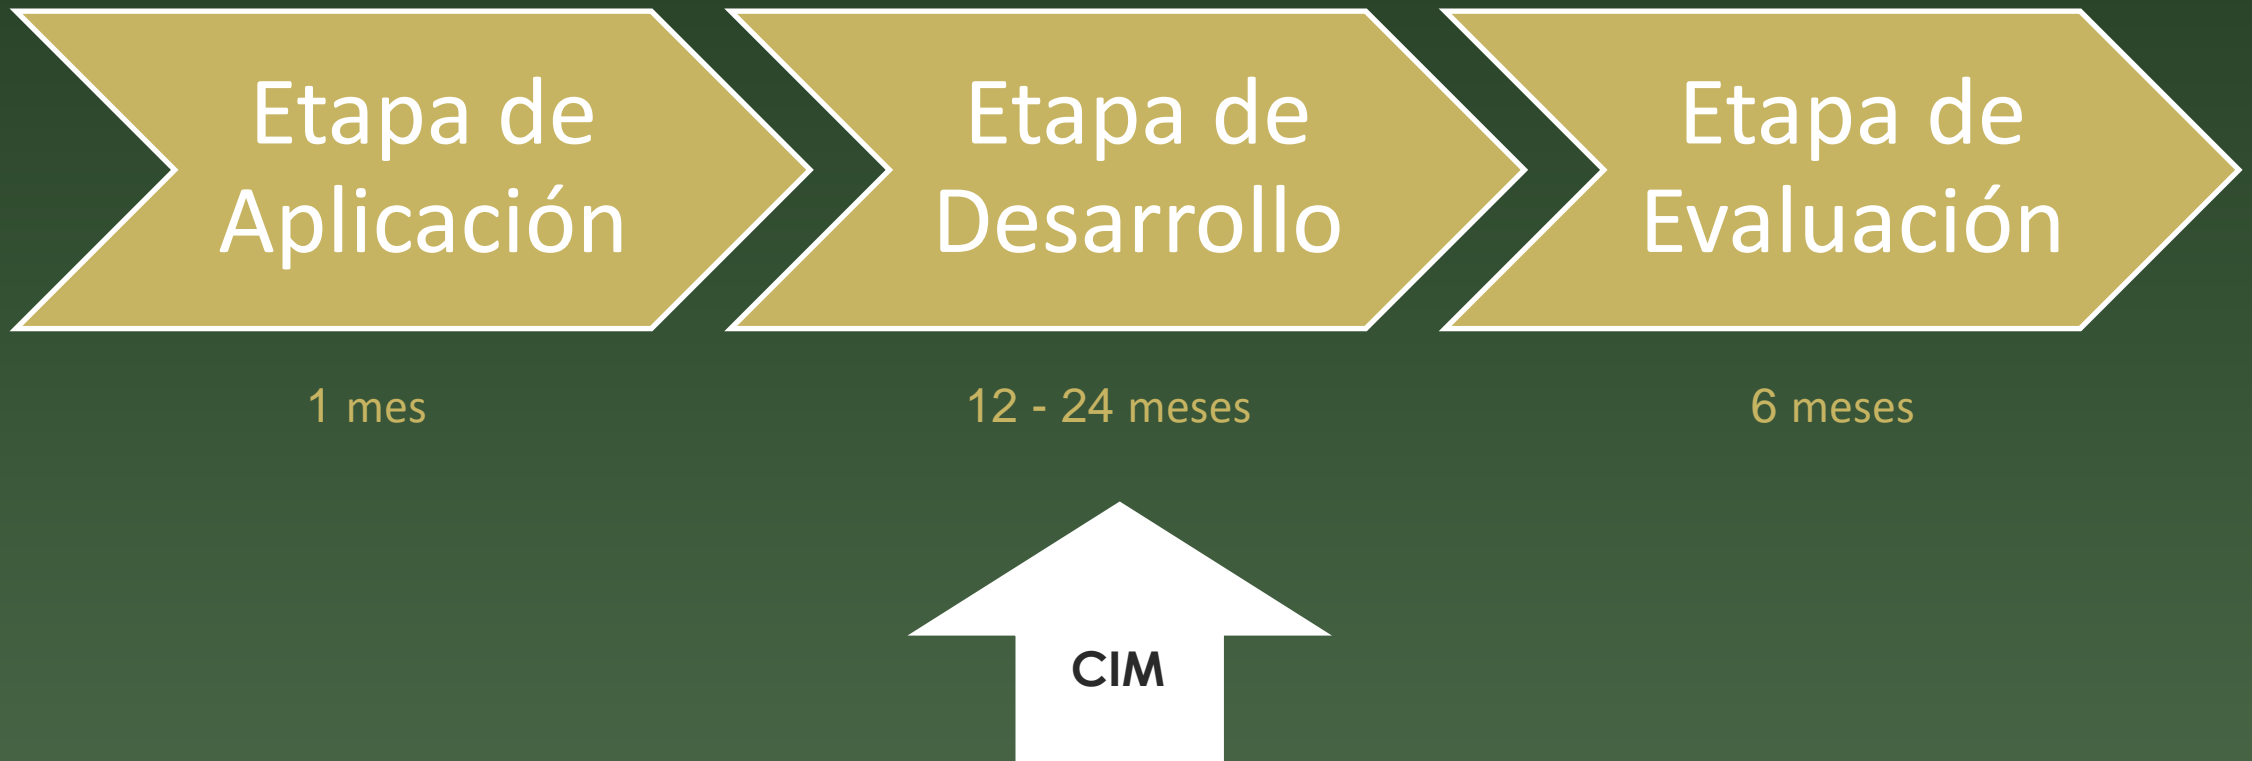 Etapa de
Aplicación
Etapa de
Desarrollo
Etapa de
Evaluación
1 mes
12 - 24 meses
6 meses
CIM